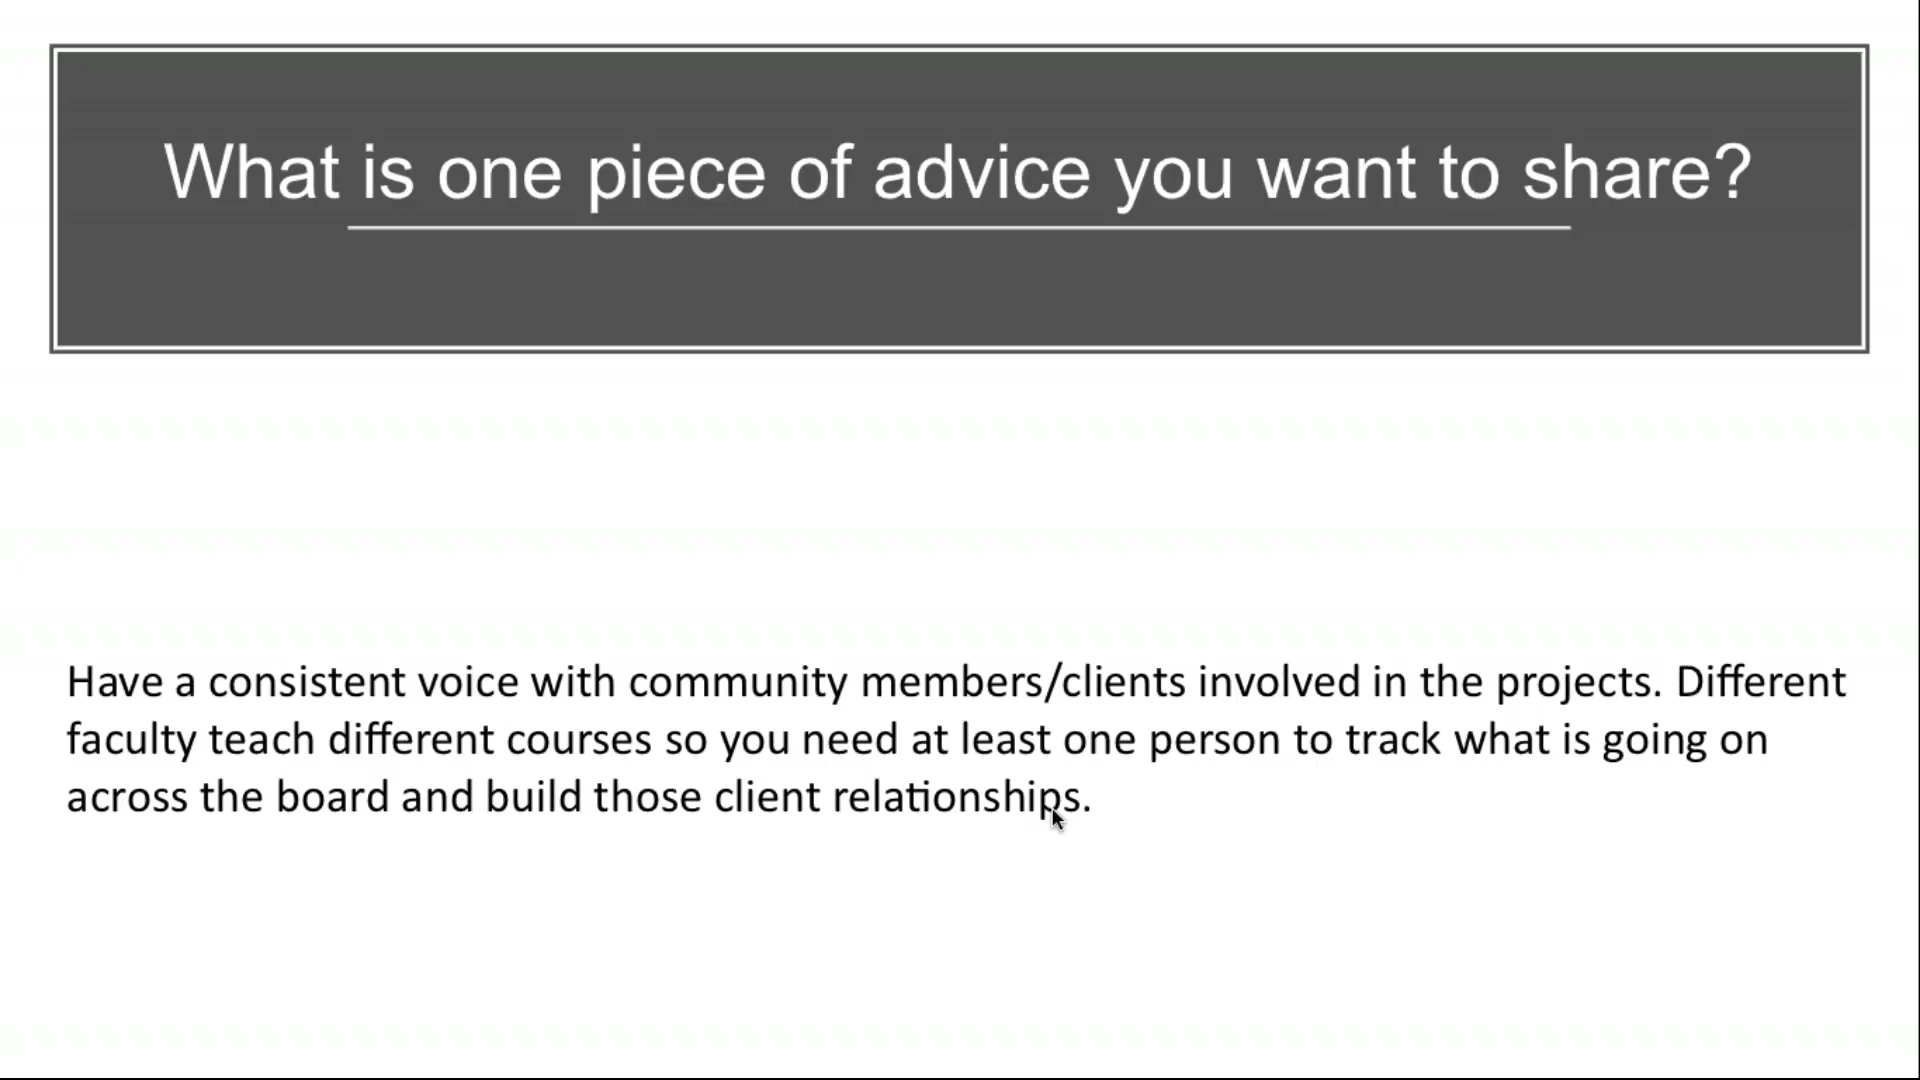 What is one piece of advice you want to share?
Have a consistent voice with community members/clients involved in the projects. Different
faculty teach different courses so you need at least one person to track what is going on
across the board and build those client relationships.